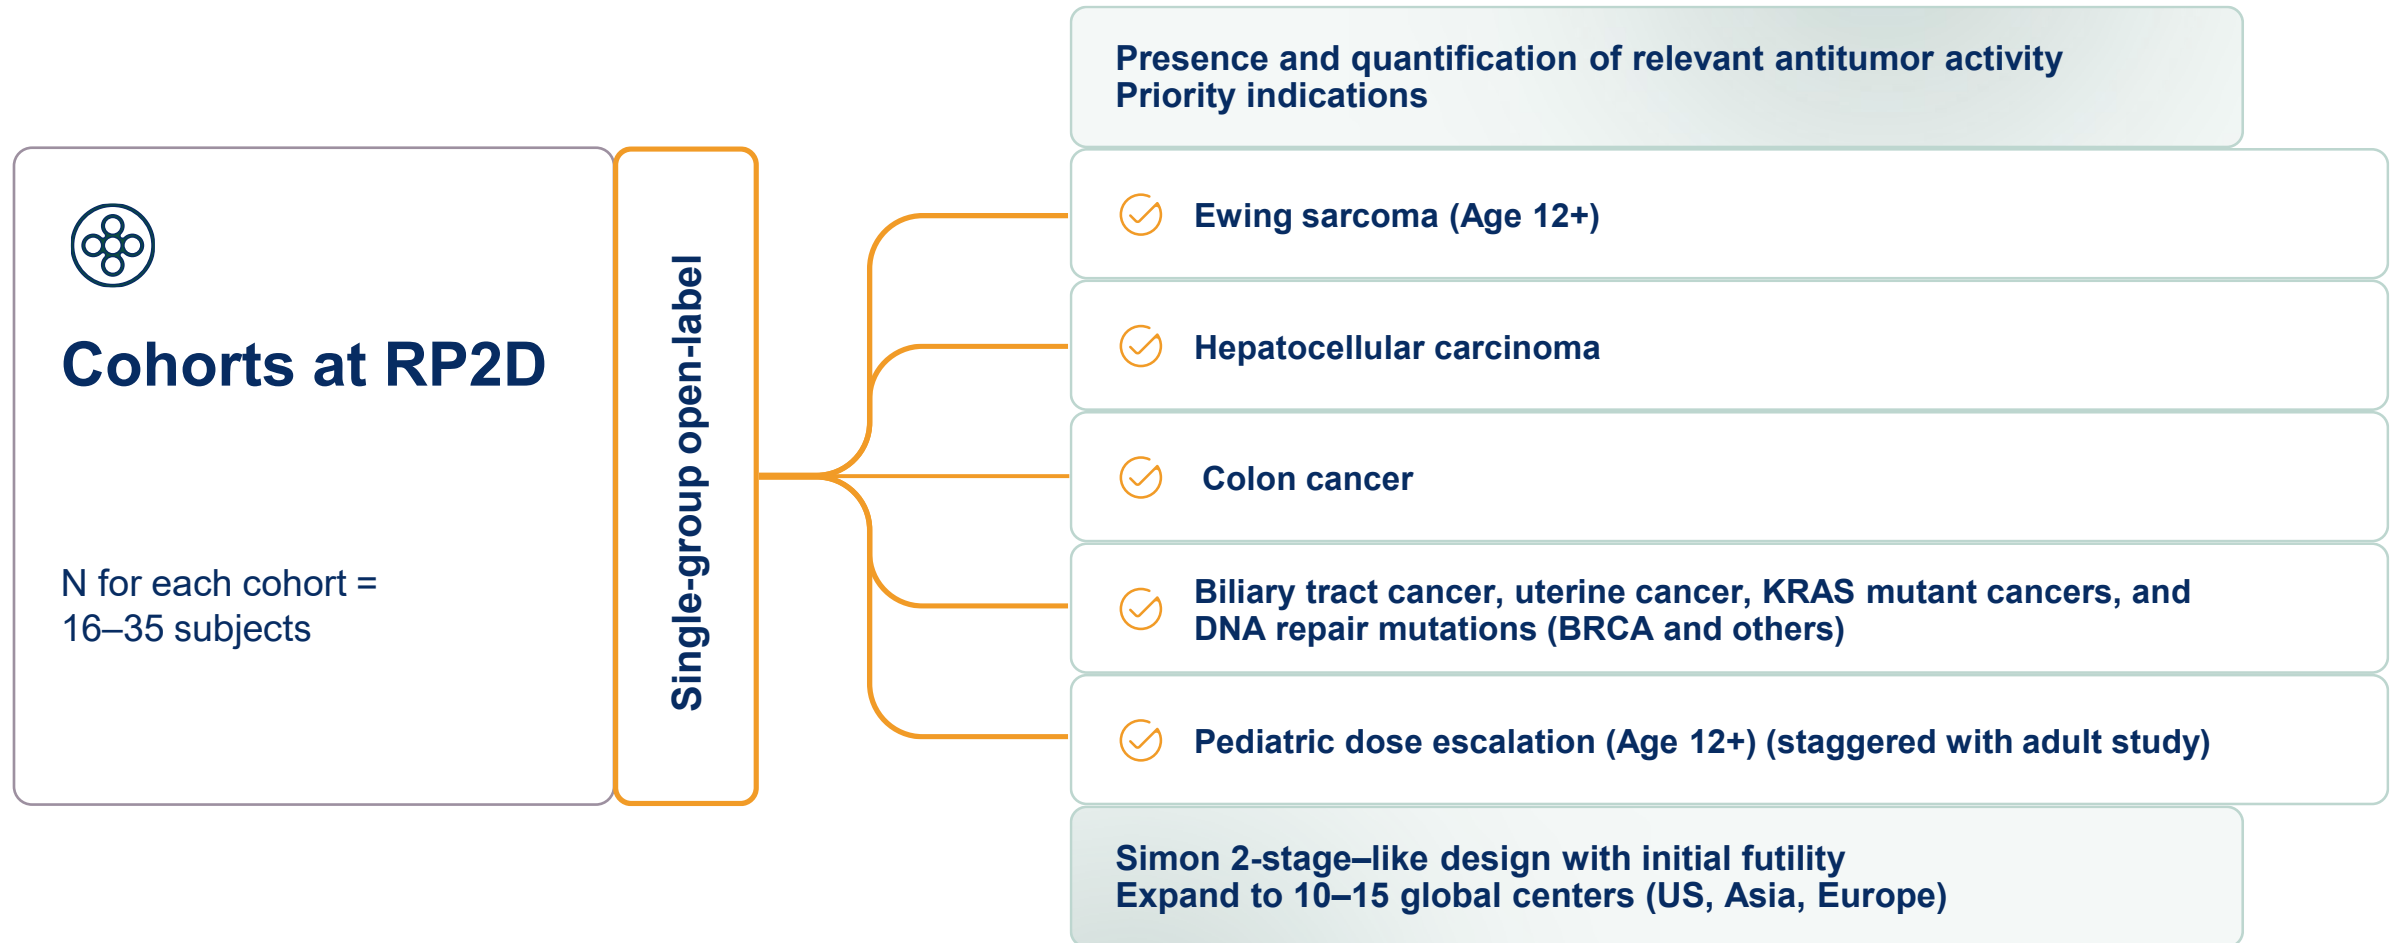 Cohorts at RP2D
N for each cohort =
16–35 subjects
Single-group open-label
Presence and quantification of relevant antitumor activity
Priority indications
Ewing sarcoma (Age 12+)
Hepatocellular carcinoma
Colon cancer
Biliary tract cancer, uterine cancer, KRAS mutant cancers, and
DNA repair mutations (BRCA and others)
Pediatric dose escalation (Age 12+) (staggered with adult study)
Simon 2-stage–like design with initial futility
Expand to 10–15 global centers (US, Asia, Europe)